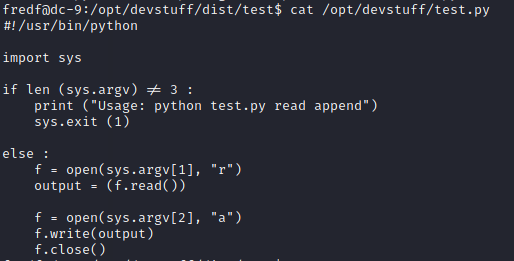 fredf@dc-9:/opt/devstuff/dist/test$ cat /opt/devstuff/test.py
#!/usr/bin/python
import sys
if len (sys.argv) ≠ 3 :
    print ("Usage: python test.py read append")
    sys.exit (1)
else :
    f = open(sys.argv[1], "r")
    output = (f.read())
    f = open(sys.argv[2], "a")
    f.write(output)
    f.close()